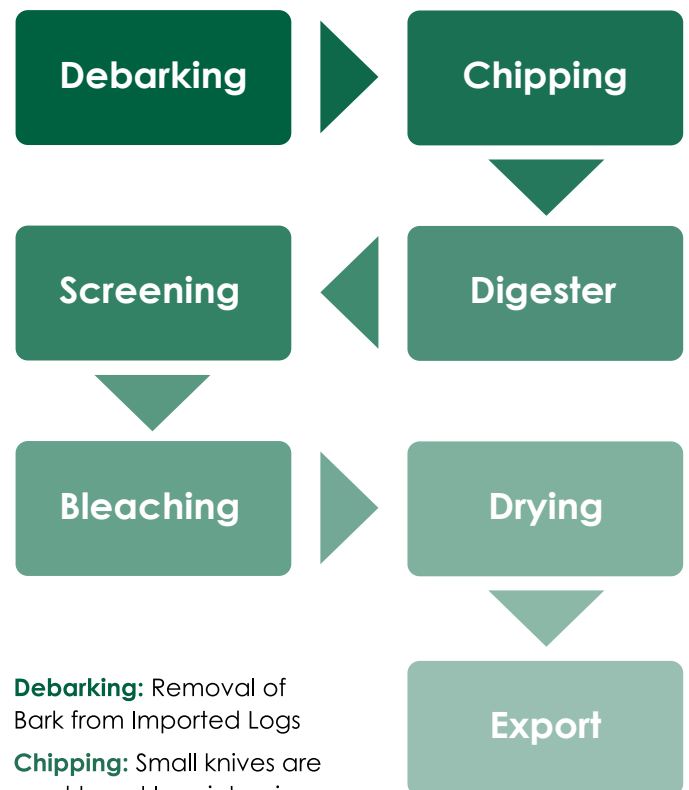 Debarking
Chipping
Digester
Screening
Bleaching
Drying
Export
Debarking: Removal of
Bark from Imported Logs
Chipping: Small knives are